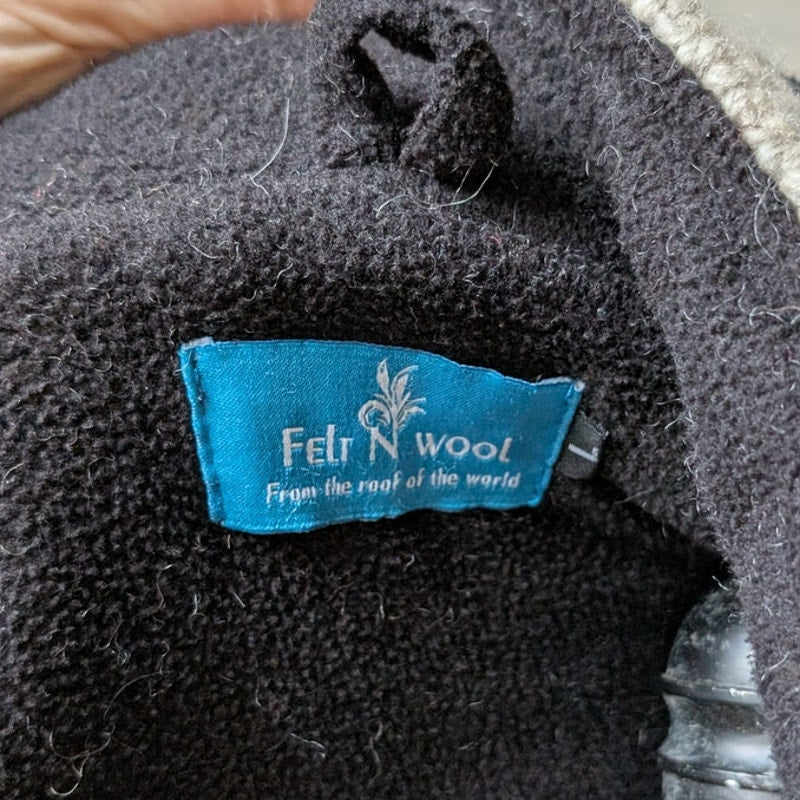 Felt N wool
From the roof of the world
L